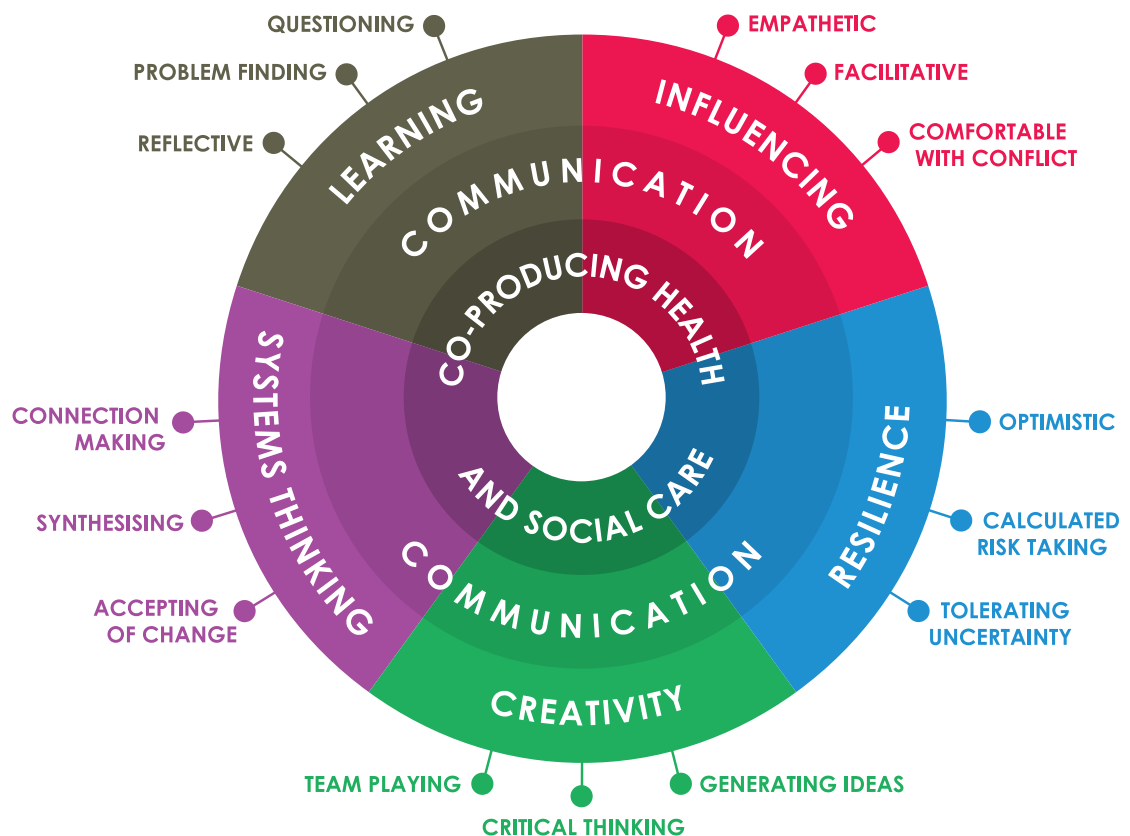 QUESTIONING
PROBLEM FINDING
REFLECTIVE
EMPATHETIC
FACILITATIVE
COMFORTABLE
WITH CONFLICT
LEARNING
INFLUENCING
COMMUNICATION
CO-PRODUCING HEALTH
AND SOCIAL CARE
COMMUNICATION
SYSTEMS THINKING
RESILIENCE
CREATIVITY
CONNECTION
MAKING
SYNTHESISING
ACCEPTING
OF CHANGE
OPTIMISTIC
CALCULATED
RISK TAKING
TOLERATING
UNCERTAINTY
TEAM PLAYING
CRITICAL THINKING
GENERATING IDEAS